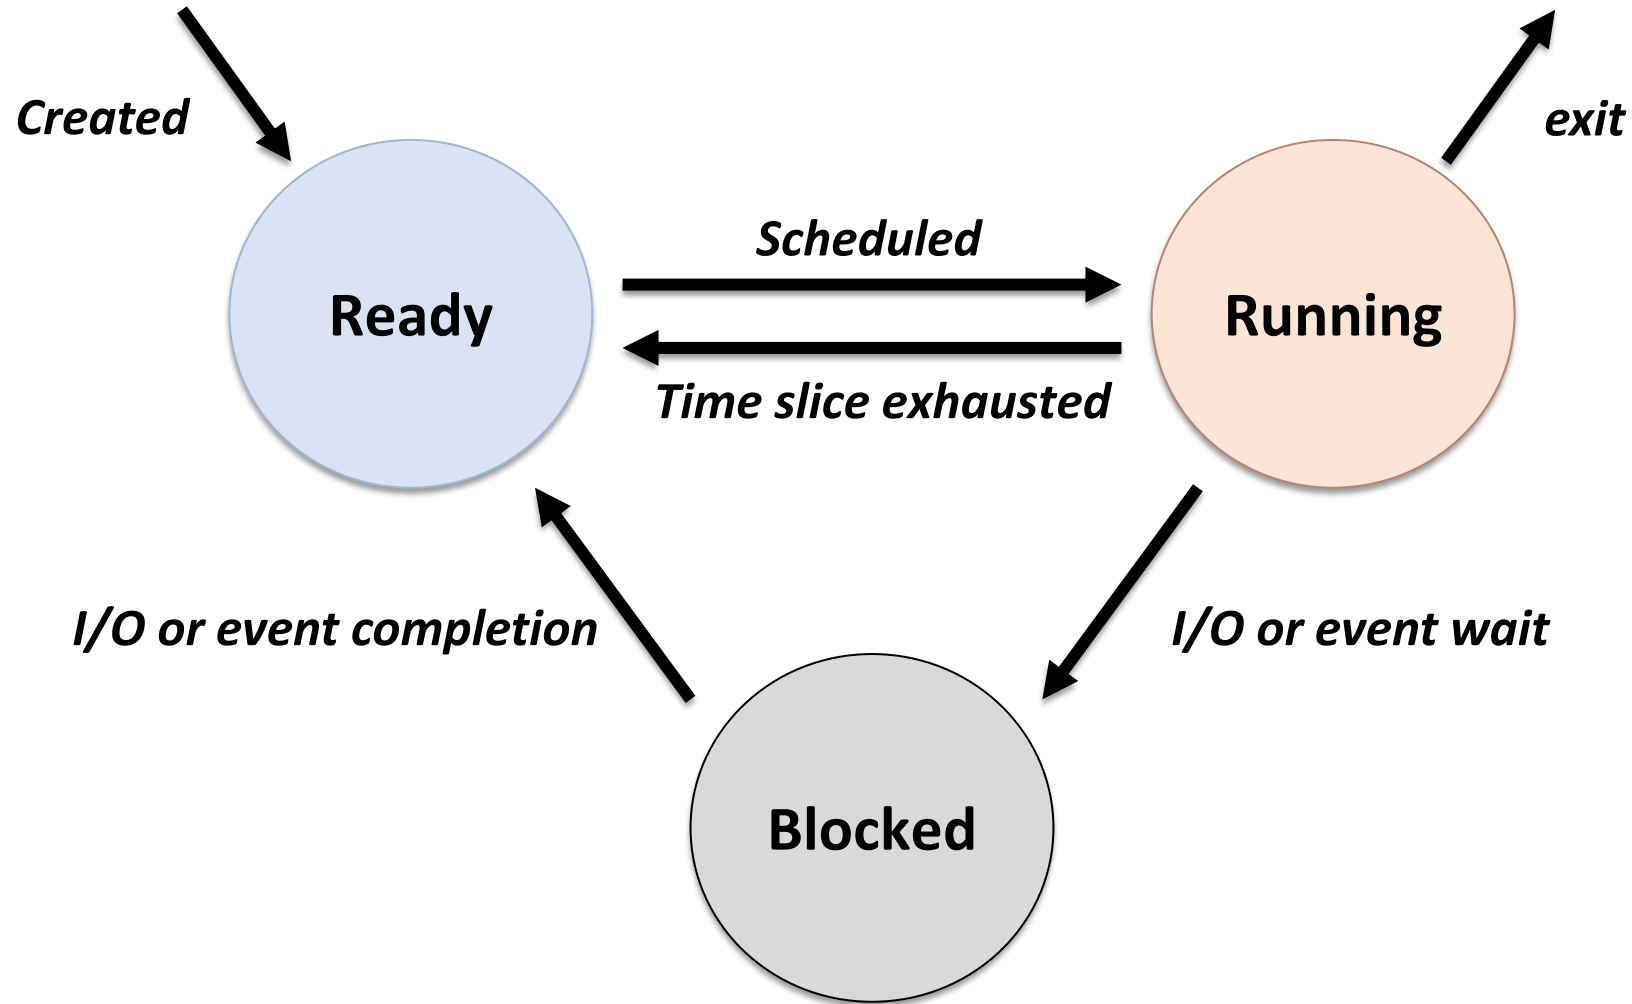 Created
exit
Scheduled
Ready
Running
Time slice exhausted
I/O or event completion
I/O or event wait
Blocked